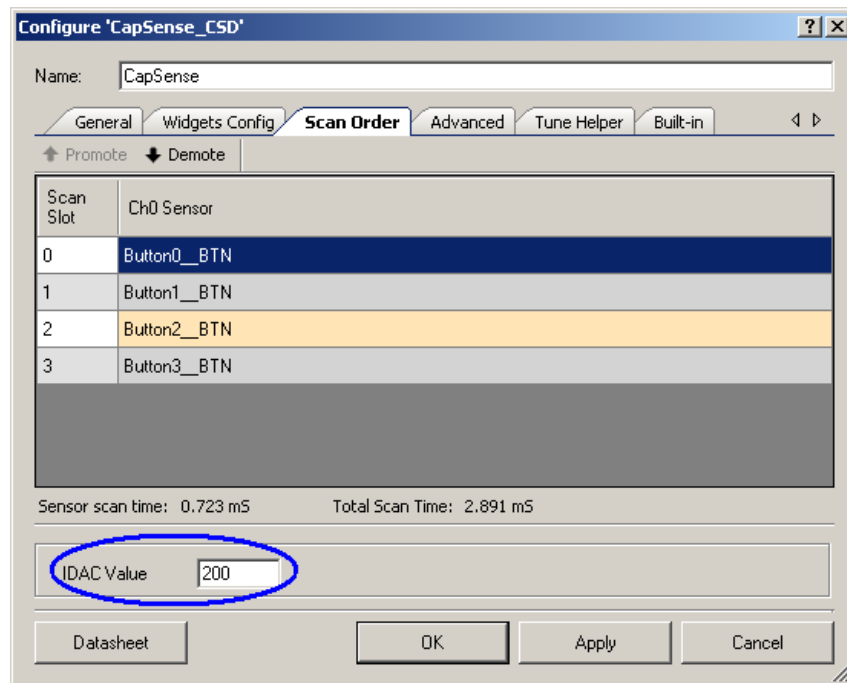 Configure 'CapSense_CSD'
Name: CapSense
General Widgets Config Scan Order Advanced Tune Helper Built-in
Promote Demote
Scan Slot Ch0 Sensor
0 Button0__BTN
1 Button1__BTN
2 Button2__BTN
3 Button3__BTN
Sensor scan time: 0.723 mS Total Scan Time: 2.891 mS
IDAC Value 200
Datasheet OK Apply Cancel